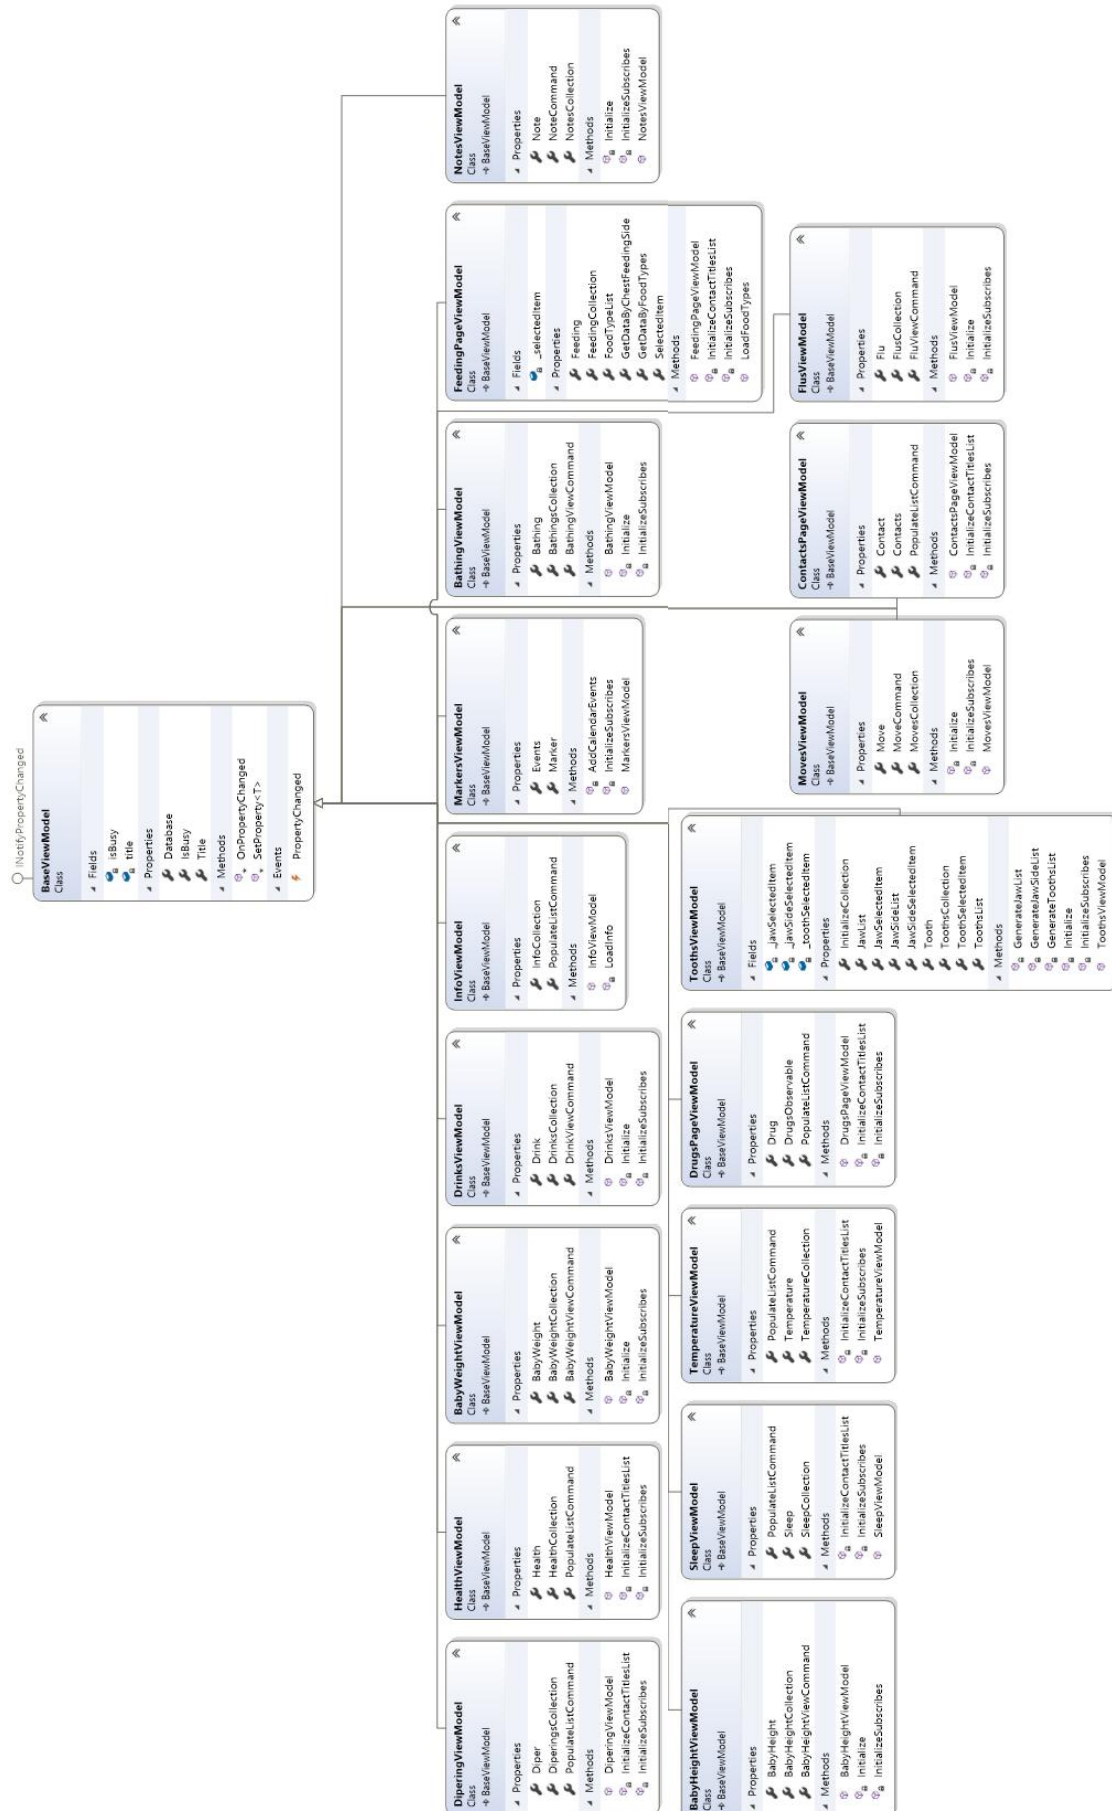 INotifyPropertyChanged
BaseViewModel
Class
Fields
isBusy
title
Properties
Database
IsBusy
Title
Methods
OnPropertyChanged
SetProperty<T>
Events
PropertyChanged
DiperingViewModel
Class
BaseViewModel
Properties
Diper
DiperingsCollection
PopulateListCommand
Methods
DiperingViewModel
InitializeContactTitlesList
InitializeSubscribes
HealthViewModel
Class
BaseViewModel
Properties
Health
HealthCollection
PopulateListCommand
Methods
HealthViewModel
InitializeContactTitlesList
InitializeSubscribes
BabyWeightViewModel
Class
BaseViewModel
Properties
BabyWeight
BabyWeightCollection
BabyWeightViewCommand
Methods
BabyWeightViewModel
Initialize
InitializeSubscribes
DrinksViewModel
Class
BaseViewModel
Properties
Drink
DrinksCollection
DrinkViewCommand
Methods
DrinksViewModel
Initialize
InitializeSubscribes
InfoViewModel
Class
BaseViewModel
Properties
InfoCollection
PopulateListCommand
Methods
InfoViewModel
LoadInfo
MarkersViewModel
Class
BaseViewModel
Properties
Events
Marker
Methods
AddCalendarEvents
InitializeSubscribes
MarkersViewModel
BathingViewModel
Class
BaseViewModel
Properties
Bathing
BathingsCollection
BathingViewCommand
Methods
BathingViewModel
Initialize
InitializeSubscribes
FeedingPageViewModel
Class
BaseViewModel
Fields
_selectedItem
Properties
Feeding
FeedingCollection
FoodTypeList
GetDataByChestFeedingSide
GetDataByFoodTypes
SelectedItem
Methods
FeedingPageViewModel
InitializeContactTitlesList
InitializeSubscribes
LoadFoodTypes
NotesViewModel
Class
BaseViewModel
Properties
Note
NoteCommand
NotesCollection
Methods
Initialize
InitializeSubscribes
NotesViewModel
BabyHeightViewModel
Class
BaseViewModel
Properties
BabyHeight
BabyHeightCollection
BabyHeightViewCommand
Methods
BabyHeightViewModel
Initialize
InitializeSubscribes
SleepViewModel
Class
BaseViewModel
Properties
PopulateListCommand
Sleep
SleepCollection
Methods
InitializeContactTitlesList
InitializeSubscribes
SleepViewModel
TemperatureViewModel
Class
BaseViewModel
Properties
PopulateListCommand
Temperature
TemperatureCollection
Methods
InitializeContactTitlesList
InitializeSubscribes
TemperatureViewModel
DrugsPageViewModel
Class
BaseViewModel
Properties
Drug
DrugsObservable
PopulateListCommand
Methods
DrugsPageViewModel
InitializeContactTitlesList
InitializeSubscribes
ToothsViewModel
Class
BaseViewModel
Fields
_jawSelectedItem
_jawSideSelectedItem
_toothSelectedItem
Properties
InitializeCollection
JawList
JawSelectedItem
JawSideList
JawSideSelectedItem
Tooth
ToothsCollection
ToothSelectedItem
ToothsList
Methods
GenerateJawList
GenerateJawSideList
GenerateToothsList
Initialize
InitializeSubscribes
ToothsViewModel
MovesViewModel
Class
BaseViewModel
Properties
Move
MoveCommand
MovesCollection
Methods
Initialize
InitializeSubscribes
MovesViewModel
ContactsPageViewModel
Class
BaseViewModel
Properties
Contact
Contacts
PopulateListCommand
Methods
ContactsPageViewModel
InitializeContactTitlesList
InitializeSubscribes
FlusViewModel
Class
BaseViewModel
Properties
Flu
FlusCollection
FluViewCommand
Methods
FlusViewModel
Initialize
InitializeSubscribes